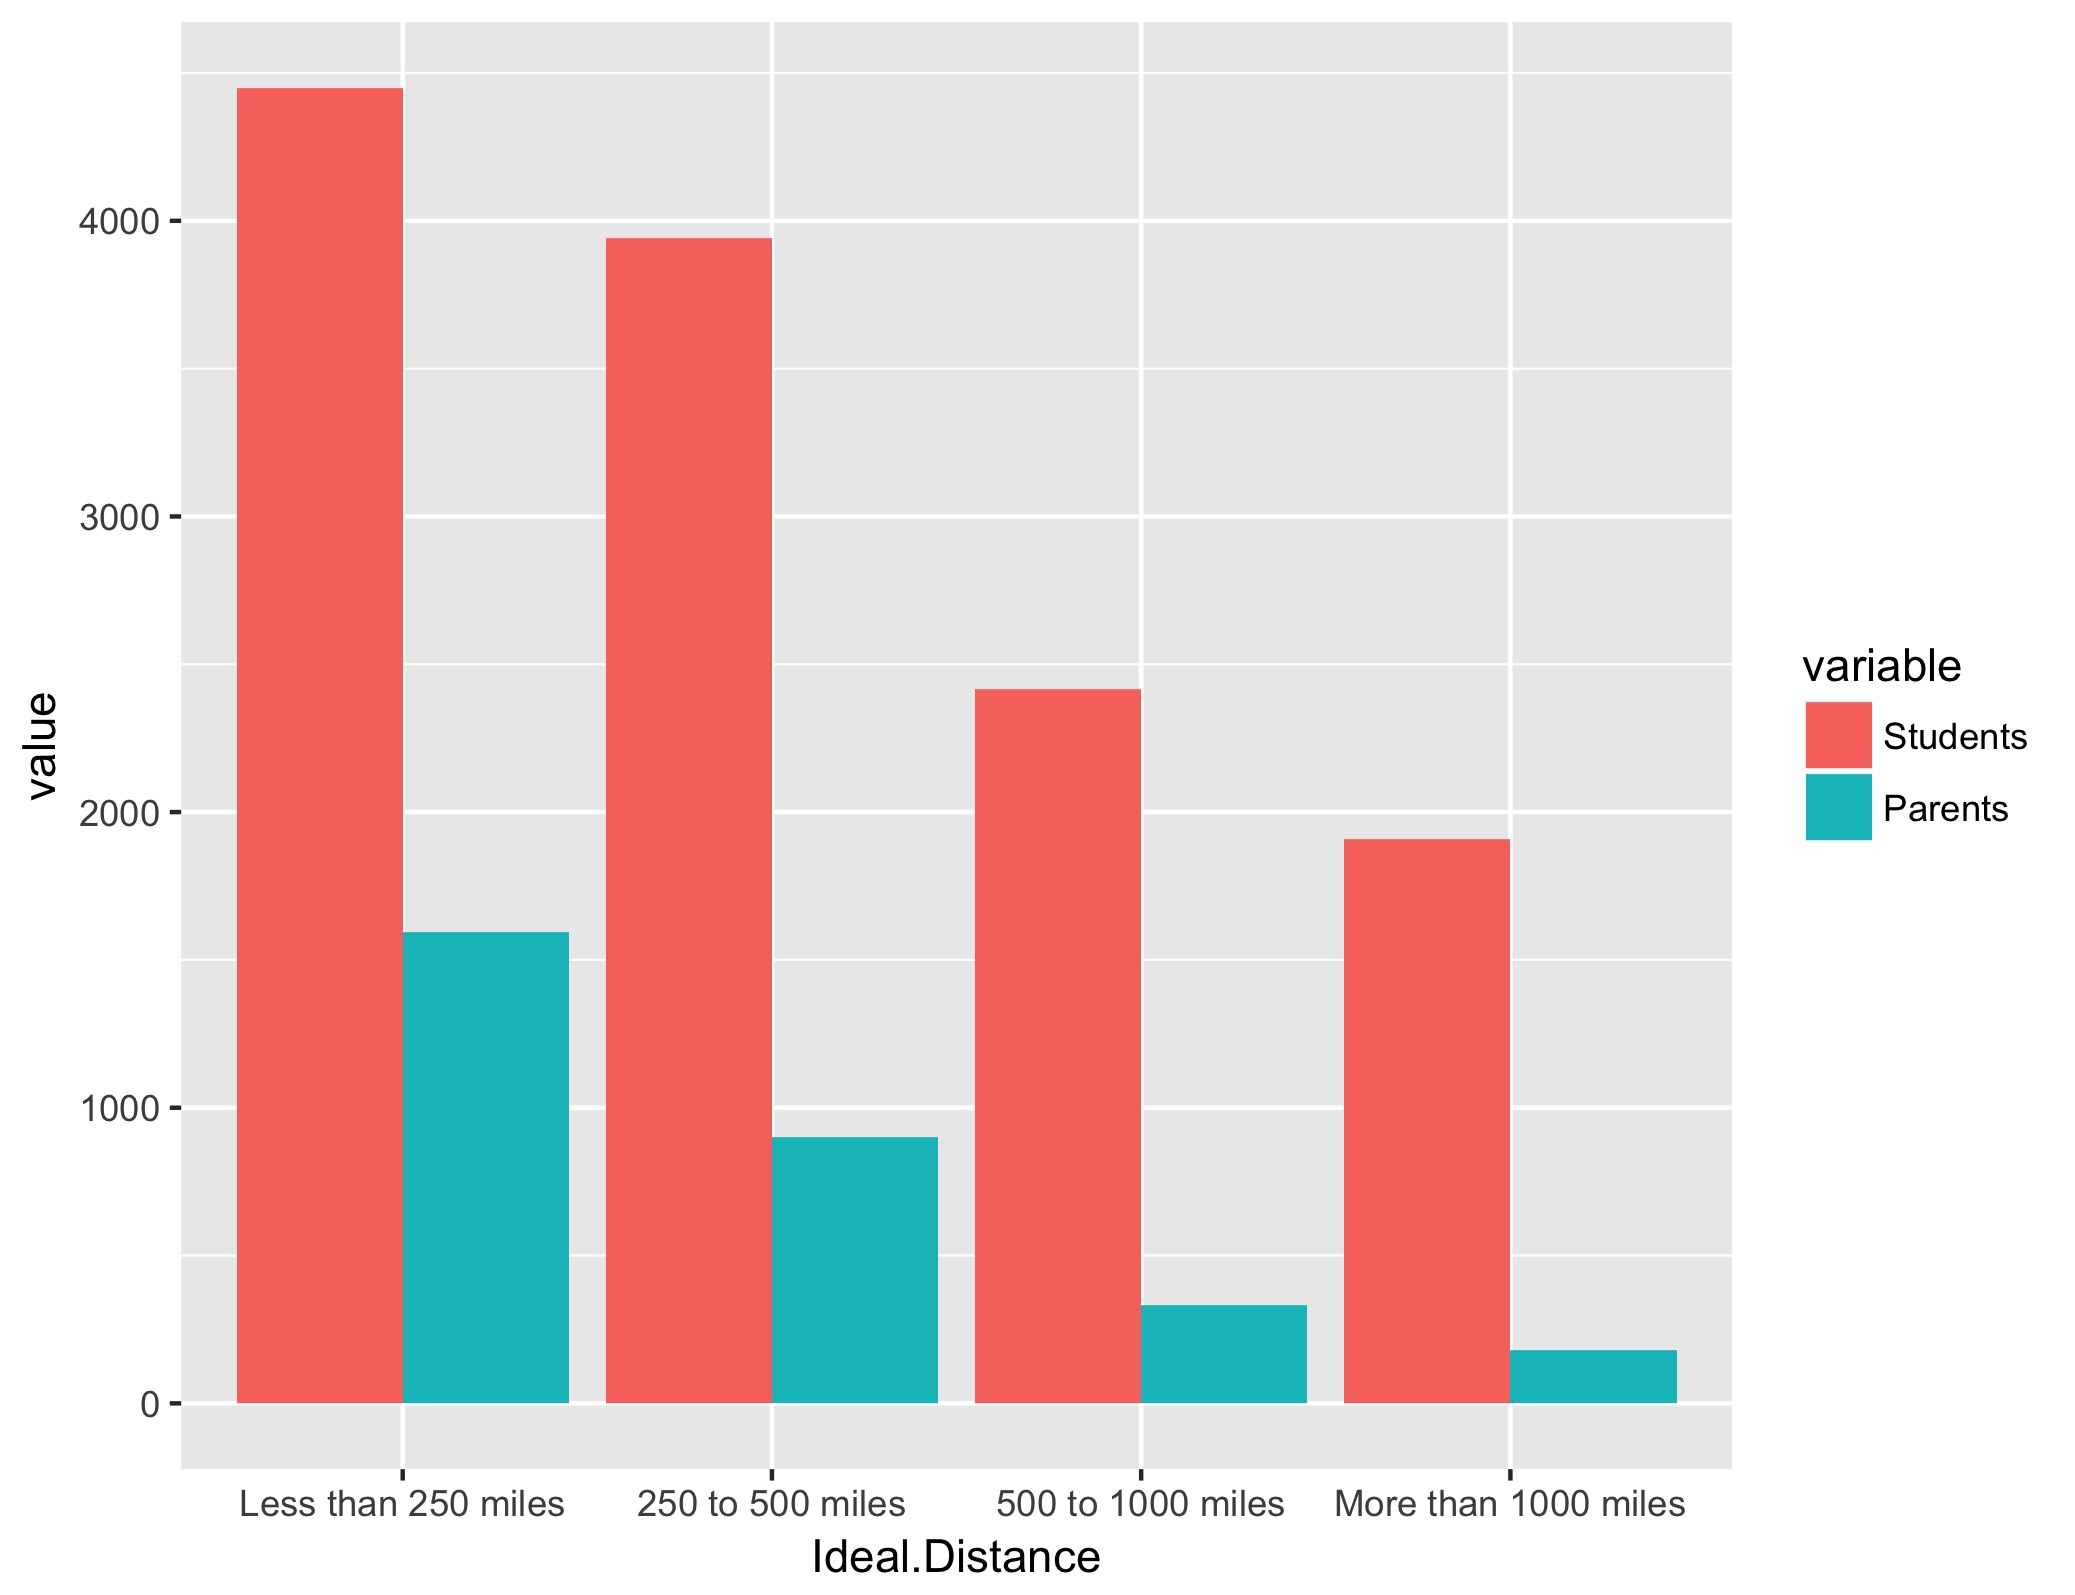 4000
3000
2000
1000
0
value
Less than 250 miles
250 to 500 miles
500 to 1000 miles
More than 1000 miles
Ideal.Distance
variable
Students
Parents